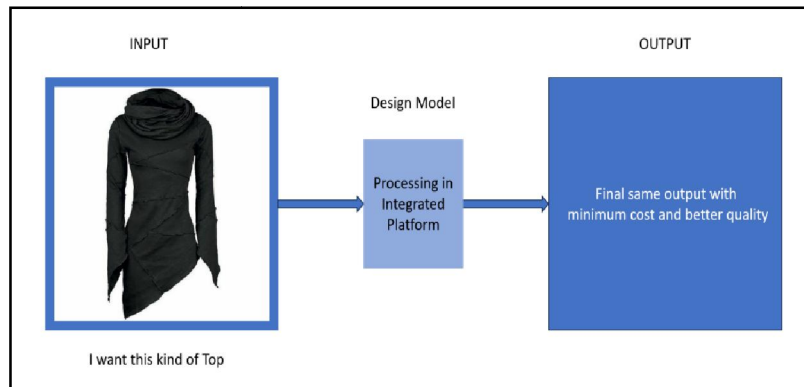 INPUT
OUTPUT
Design Model
Processing in
Integrated
Platform
Final same output with
minimum cost and better quality
I want this kind of Top